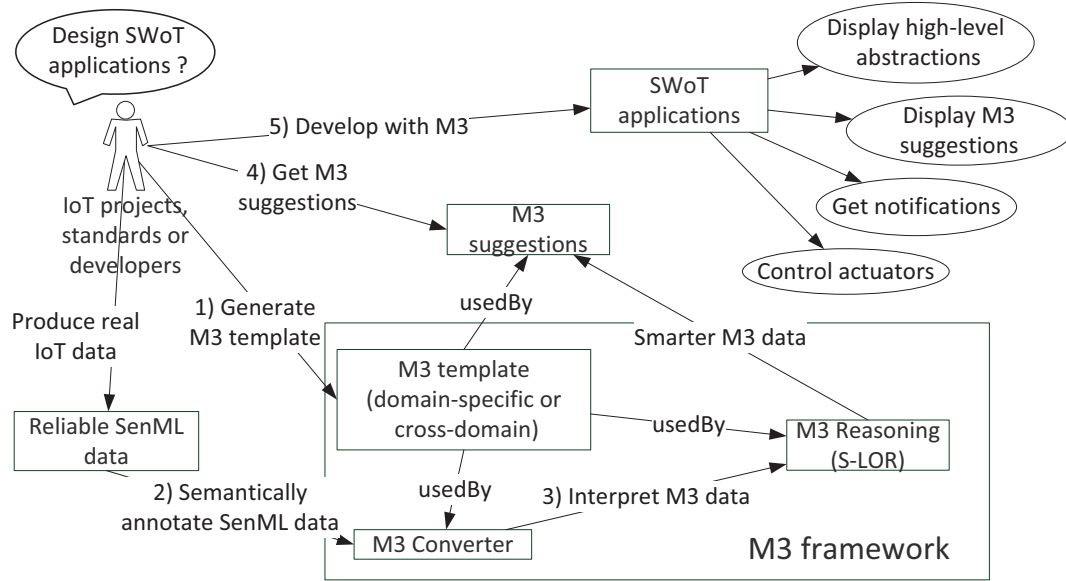 Design SWoT
applications ?
Display high-level
abstractions
SWoT
applications
5) Develop with M3
Display M3
suggestions
4) Get M3
suggestions
IoT projects,
standards or
developers
M3
suggestions
Get notifications
Control actuators
usedBy
1) Generate
M3 template
Produce real
IoT data
Smarter M3 data
M3 template
(domain-specific or
cross-domain)
Reliable SenML
data
usedBy
M3 Reasoning
(S-LOR)
usedBy
2) Semantically
annotate SenML data
3) Interpret M3 data
M3 Converter
M3 framework